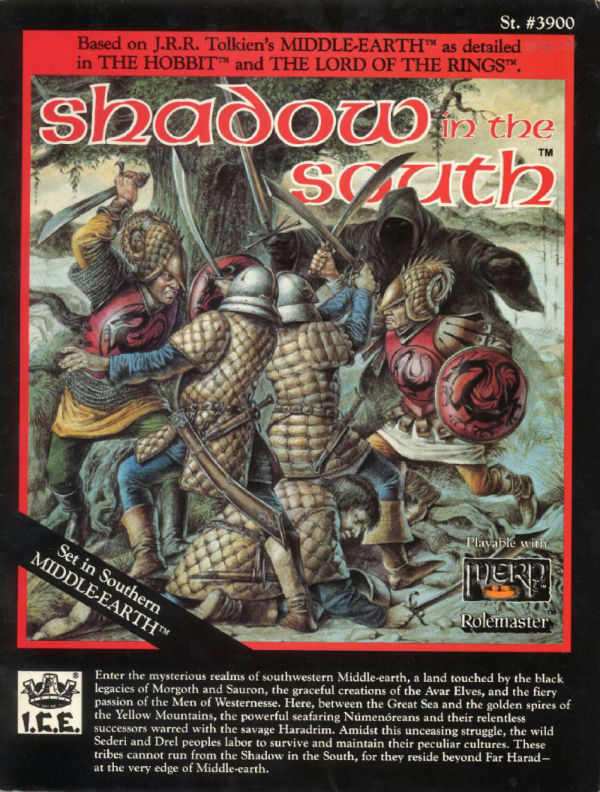 St. #3900
Based on J.R.R. Tolkien's MIDDLE-EARTH™ as detailed
in THE HOBBIT™ and THE LORD OF THE RINGS™.
shadow in the
south™
Playable with
MERP™
Rolemaster™
Set in Southern
MIDDLE-EARTH™
I.C.E.®
Enter the mysterious realms of southwestern Middle-earth, a land touched by the black
legacies of Morgoth and Sauron, the graceful creations of the Avar Elves, and the fiery
passion of the Men of Westernesse. Here, between the Great Sea and the golden spires of
the Yellow Mountains, the powerful seafaring Númenóreans and their relentless
successors warred with the savage Haradrim. Amidst this unceasing struggle, the wild
Sederi and Drel peoples labor to survive and maintain their peculiar cultures. These
tribes cannot run from the Shadow in the South, for they reside beyond Far Harad—
at the very edge of Middle-earth.